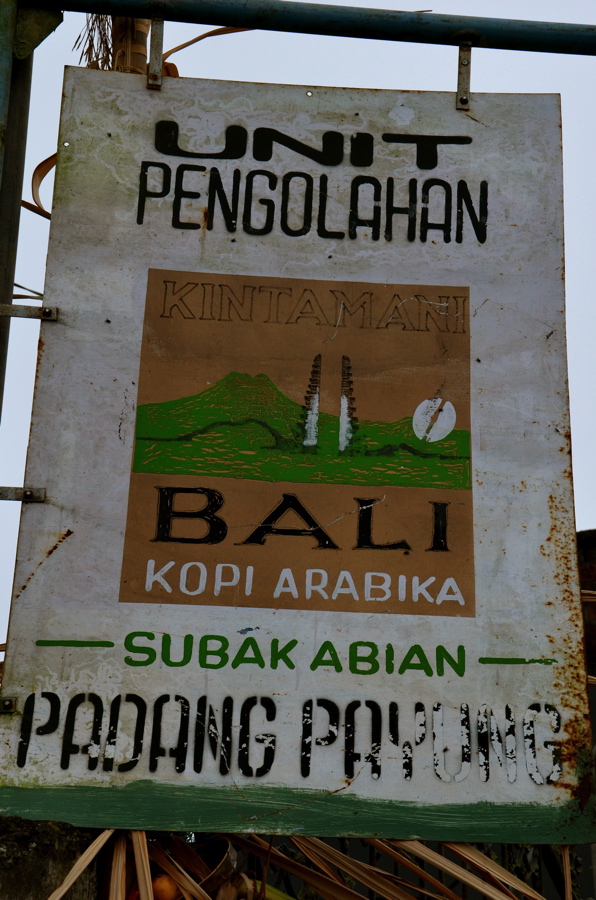 UNIT
PENGOLAHAN
KINTAMANI
BALI
KOPI ARABIKA
SUBAK ABIAN
PADANG PAYUNG